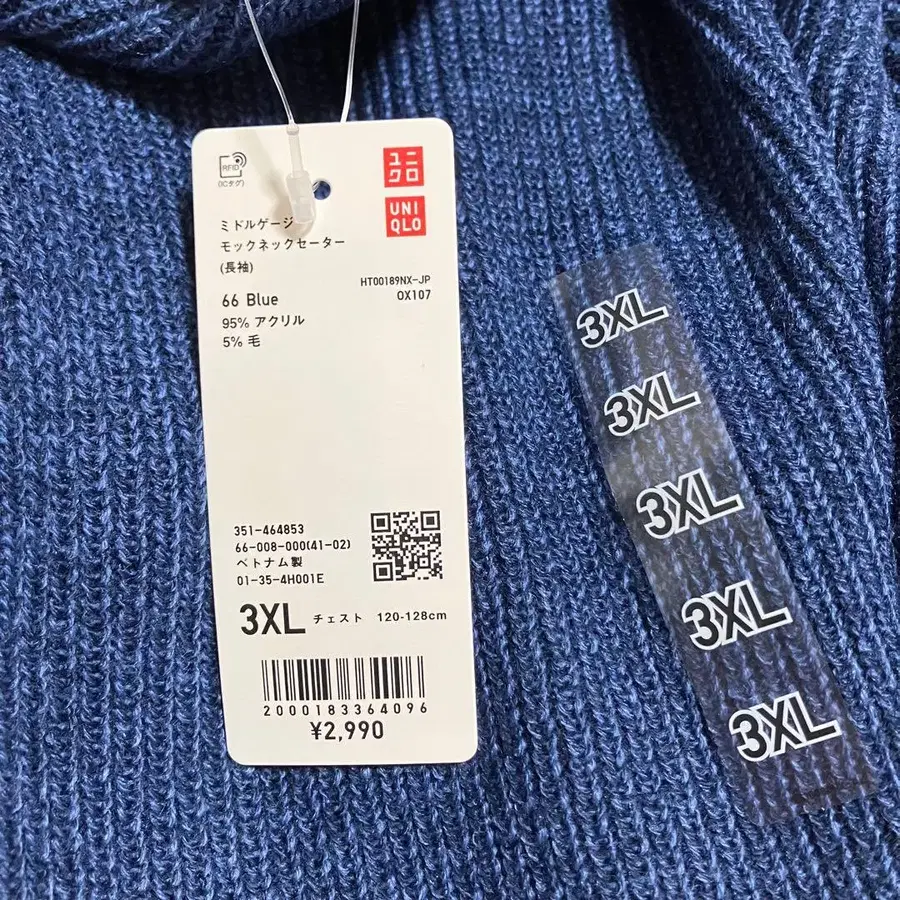 RFID
(ICタグ)
ユニ
クロ
UNI
QLO
ミドルゲージ
モックネックセーター
(長袖)
HT00189NX-JP
OX107
66 Blue
95% アクリル
5% 毛
351-464853
66-008-000(41-02)
ベトナム製
01-35-4H001E
3XL チェスト 120-128cm
2000183364096
¥2,990
3XL
3XL
3XL
3XL
3XL